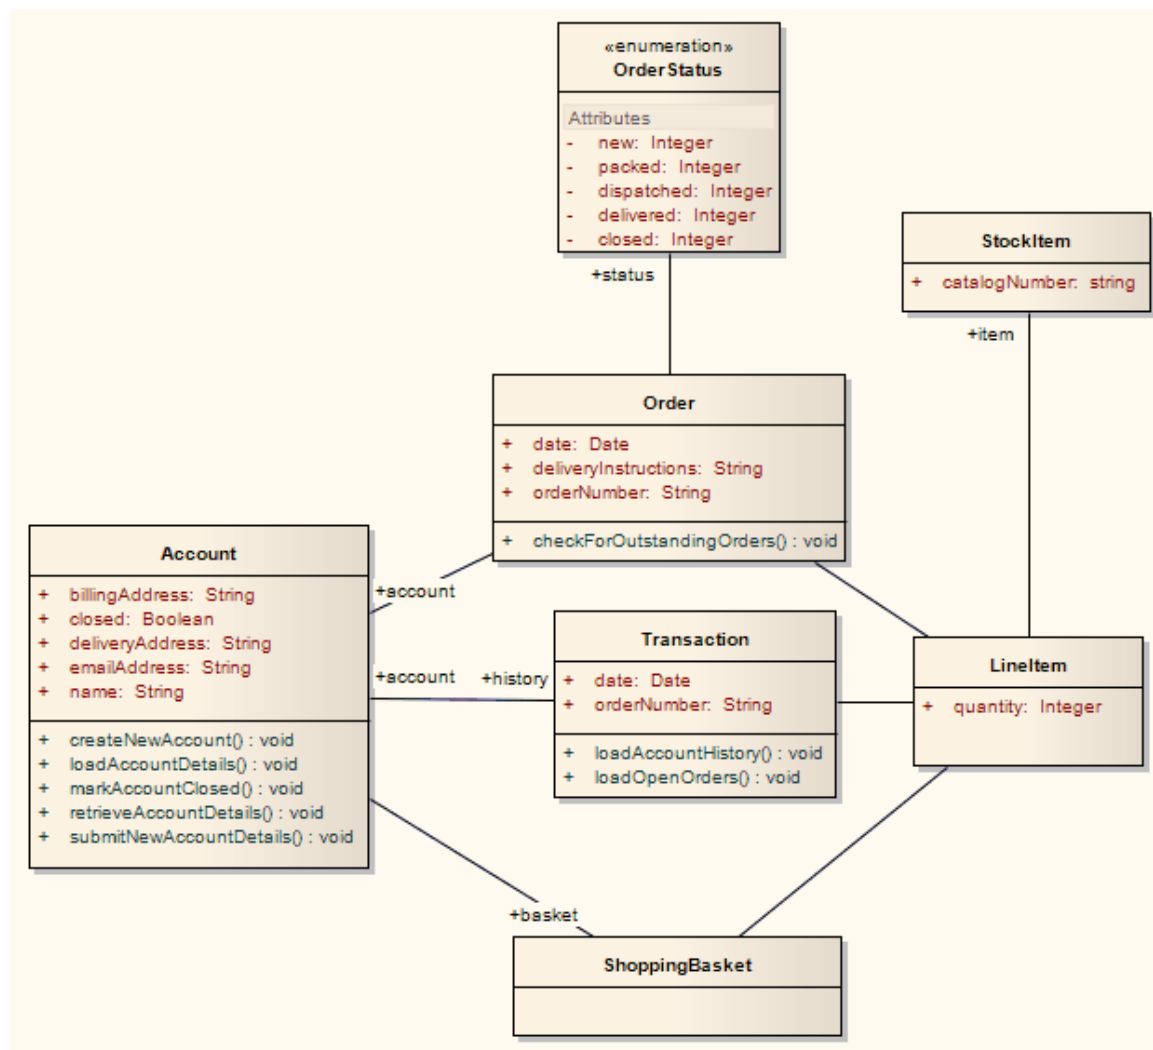 «enumeration»
OrderStatus
Attributes
- new: Integer
- packed: Integer
- dispatched: Integer
- delivered: Integer
- closed: Integer
+status
StockItem
+ catalogNumber: string
+item
Order
+ date: Date
+ deliveryInstructions: String
+ orderNumber: String
+ checkForOutstandingOrders() : void
Account
+ billingAddress: String
+ closed: Boolean
+ deliveryAddress: String
+ emailAddress: String
+ name: String
+ createNewAccount() : void
+ loadAccountDetails() : void
+ markAccountClosed() : void
+ retrieveAccountDetails() : void
+ submitNewAccountDetails() : void
+account
+account
+history
Transaction
+ date: Date
+ orderNumber: String
+ loadAccountHistory() : void
+ loadOpenOrders() : void
LineItem
+ quantity: Integer
+basket
ShoppingBasket